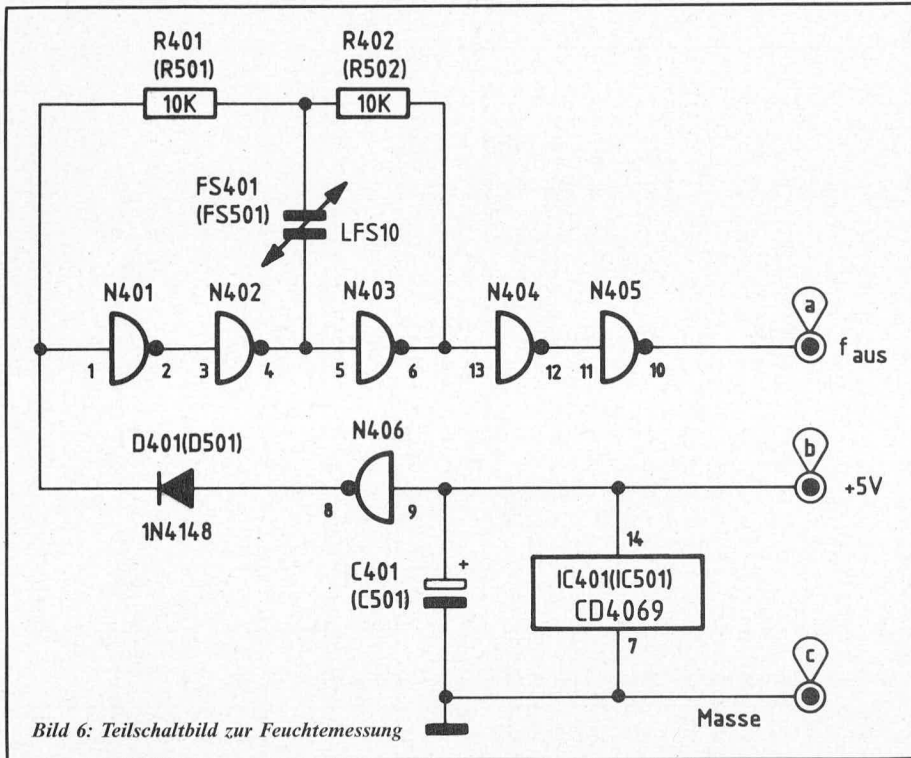 R401
(R501)
10K
R402
(R502)
10K
FS401
(FS501)
LFS10
N401
N402
N403
N404
N405
1
2
3
4
5
6
13
12
11
10
a
f aus
D401(D501)
1N4148
N406
8
9
b
+5V
C401
(C501)
+
14
IC401(IC501)
CD4069
7
c
Masse
Bild 6: Teilschaltbild zur Feuchtemessung